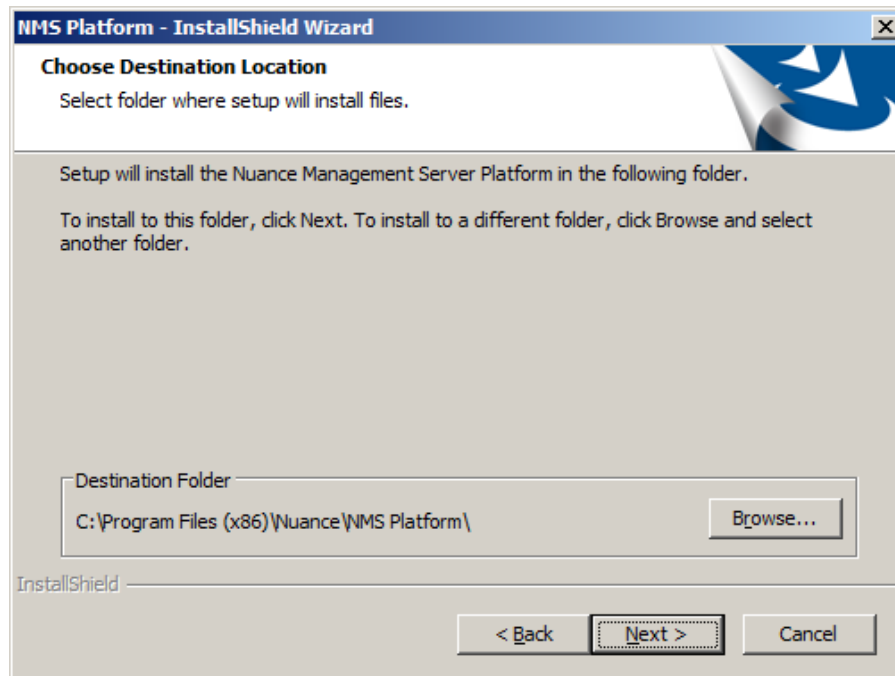 NMS Platform - InstallShield Wizard
Choose Destination Location
Select folder where setup will install files.
Setup will install the Nuance Management Server Platform in the following folder.
To install to this folder, click Next. To install to a different folder, click Browse and select
another folder.
Destination Folder
C:\Program Files (x86)\Nuance\NMS Platform\
Browse...
InstallShield
< Back
Next >
Cancel